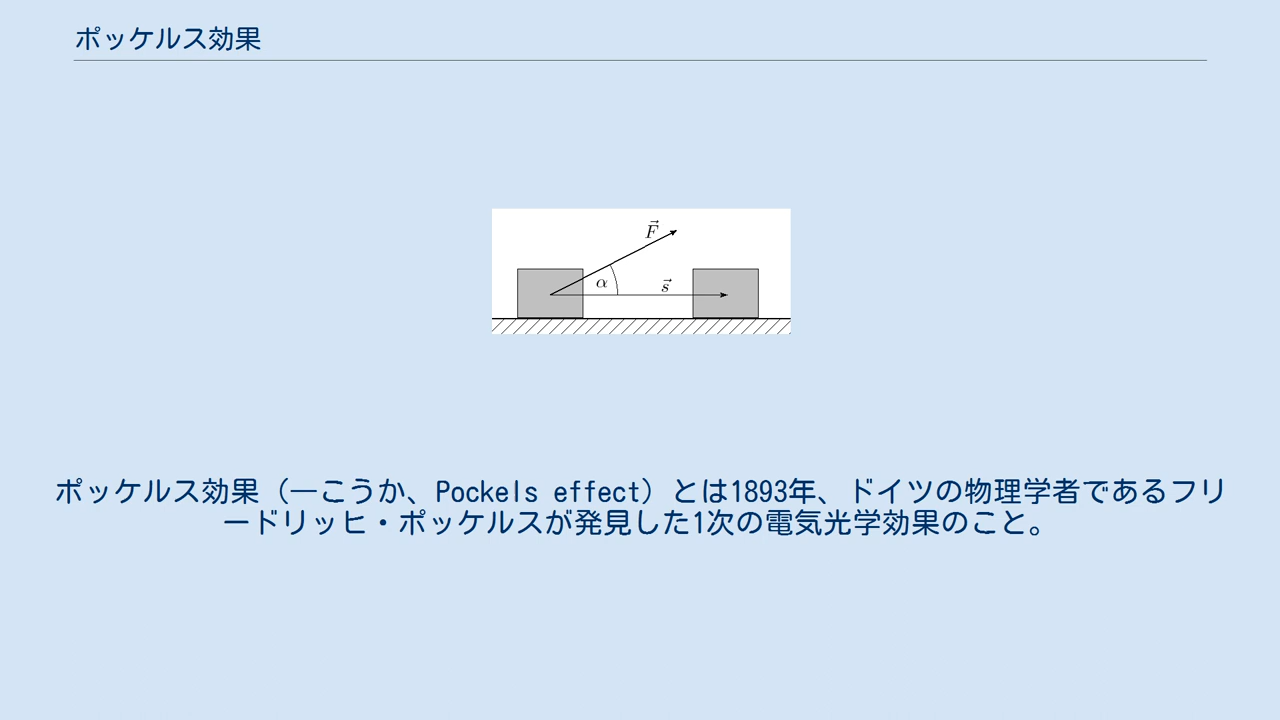 ポッケルス効果
$\vec{F}$
α $\vec{s}$
ポッケルス効果（—こうか、Pockels effect）とは1893年、ドイツの物理学者であるフリ
ードリッヒ・ポッケルスが発見した1次の電気光学効果のこと。